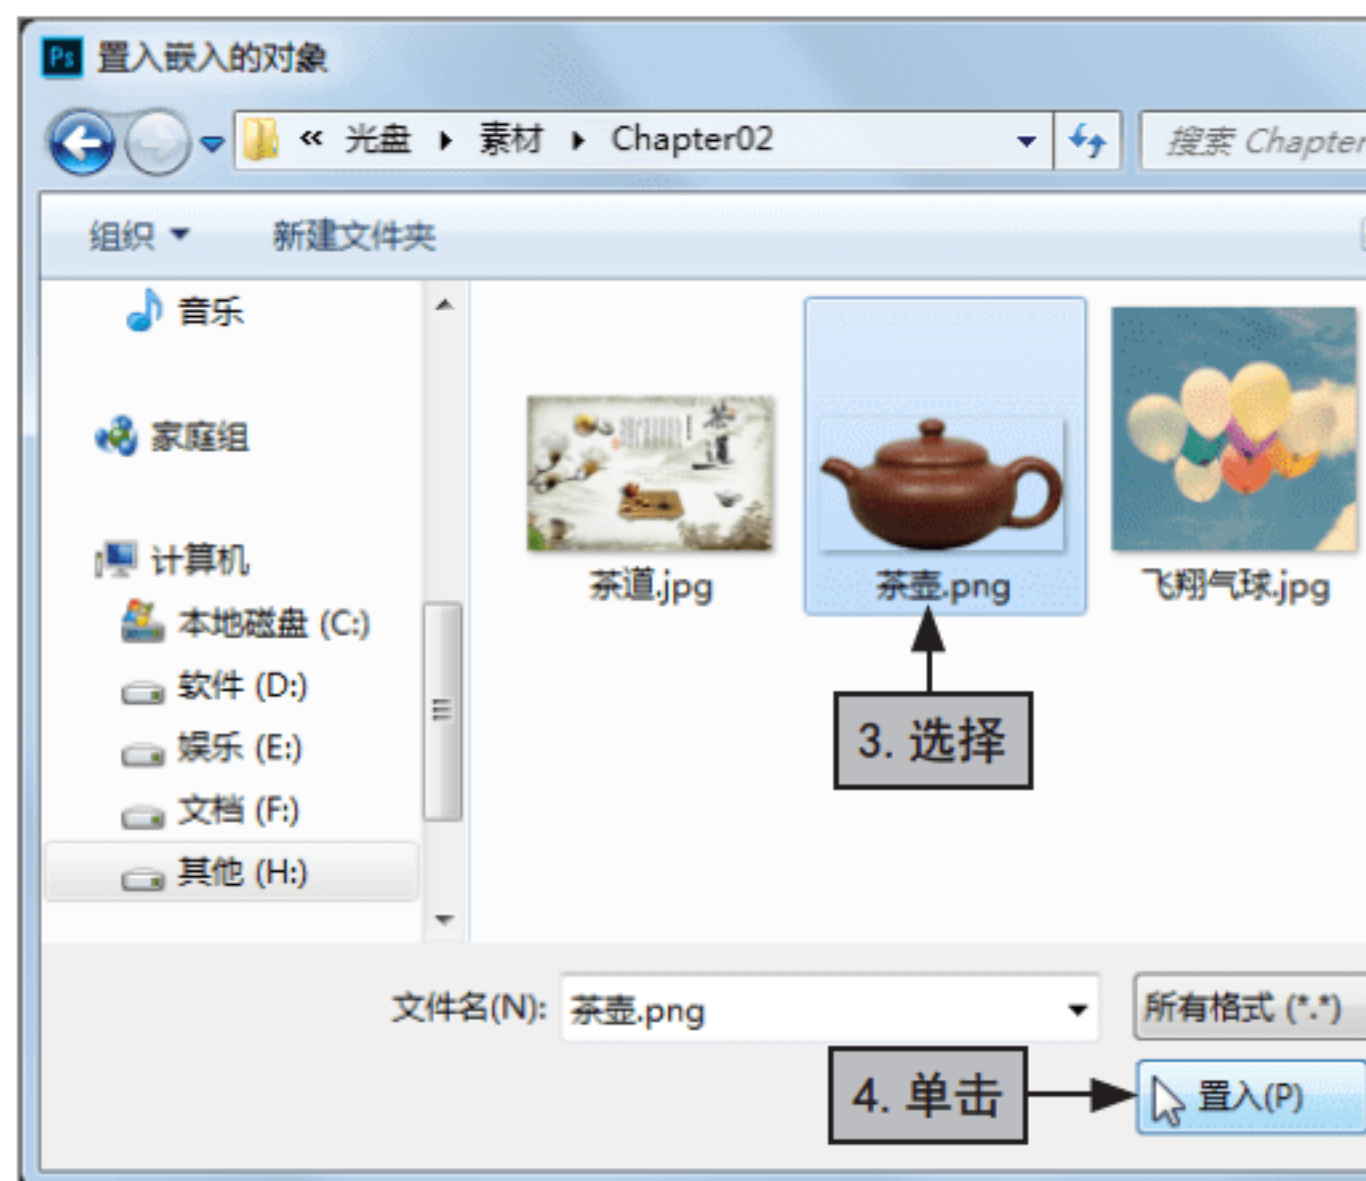 Ps 置入嵌入的对象
« 光盘 ▸ 素材 ▸ Chapter02
搜索 Chapter
组织 新建文件夹
音乐
家庭组
计算机
本地磁盘 (C:)
软件 (D:)
娱乐 (E:)
文档 (F:)
其他 (H:)
茶道
茶道.jpg
茶壶.png
飞翔气球.jpg
3. 选择
文件名(N): 茶壶.png
所有格式 (*.*)
4. 单击
置入(P)